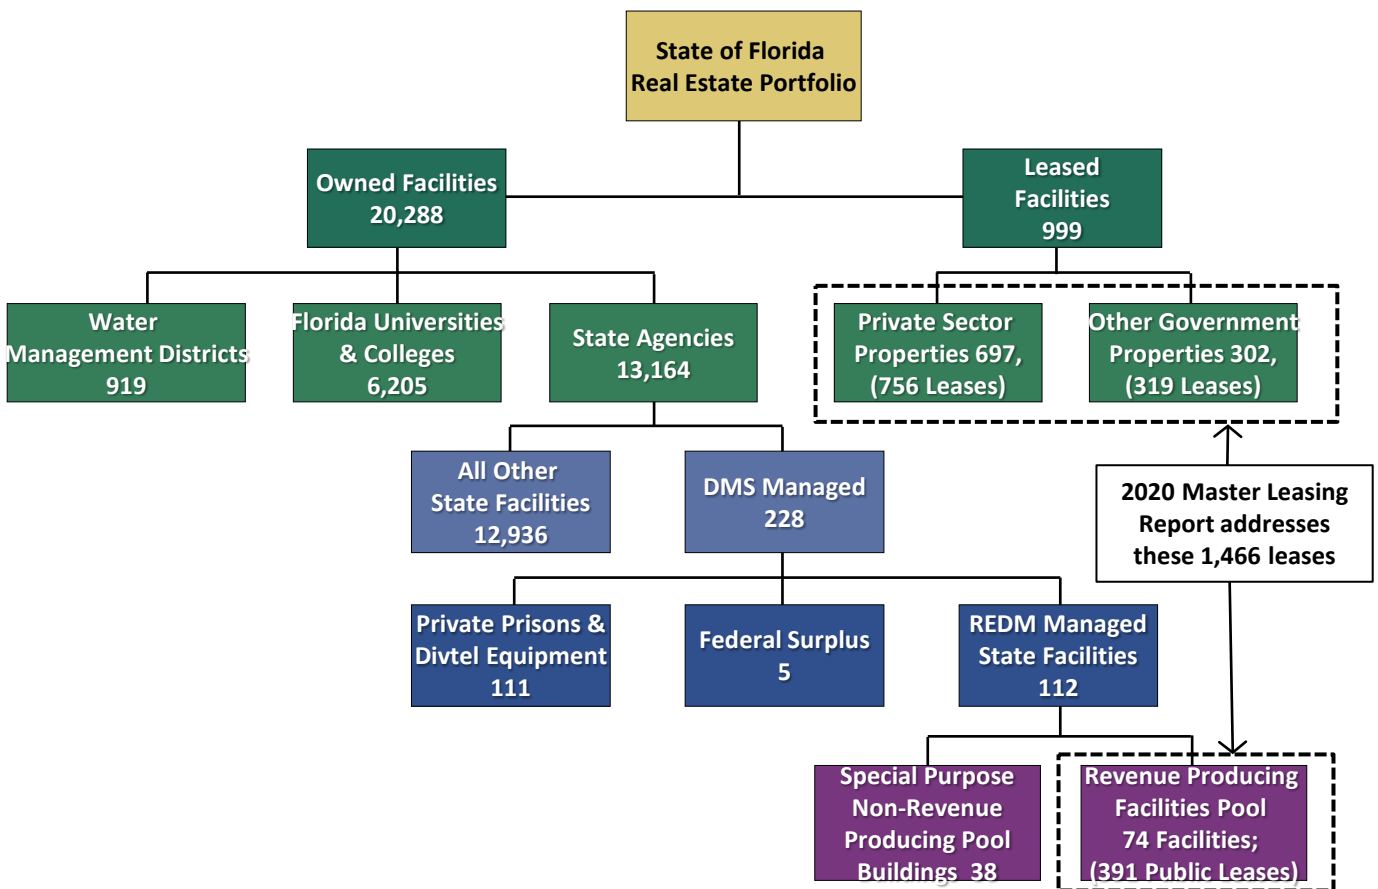 State of Florida
Real Estate Portfolio
Owned Facilities
20,288
Leased
Facilities
999
Water
Management Districts
919
Florida Universities
& Colleges
6,205
State Agencies
13,164
Private Sector
Properties 697,
(756 Leases)
Other Government
Properties 302,
(319 Leases)
All Other
State Facilities
12,936
DMS Managed
228
2020 Master Leasing
Report addresses
these 1,466 leases
Private Prisons &
Divtel Equipment
111
Federal Surplus
5
REDM Managed
State Facilities
112
Special Purpose
Non-Revenue
Producing Pool
Buildings 38
Revenue Producing
Facilities Pool
74 Facilities;
(391 Public Leases)